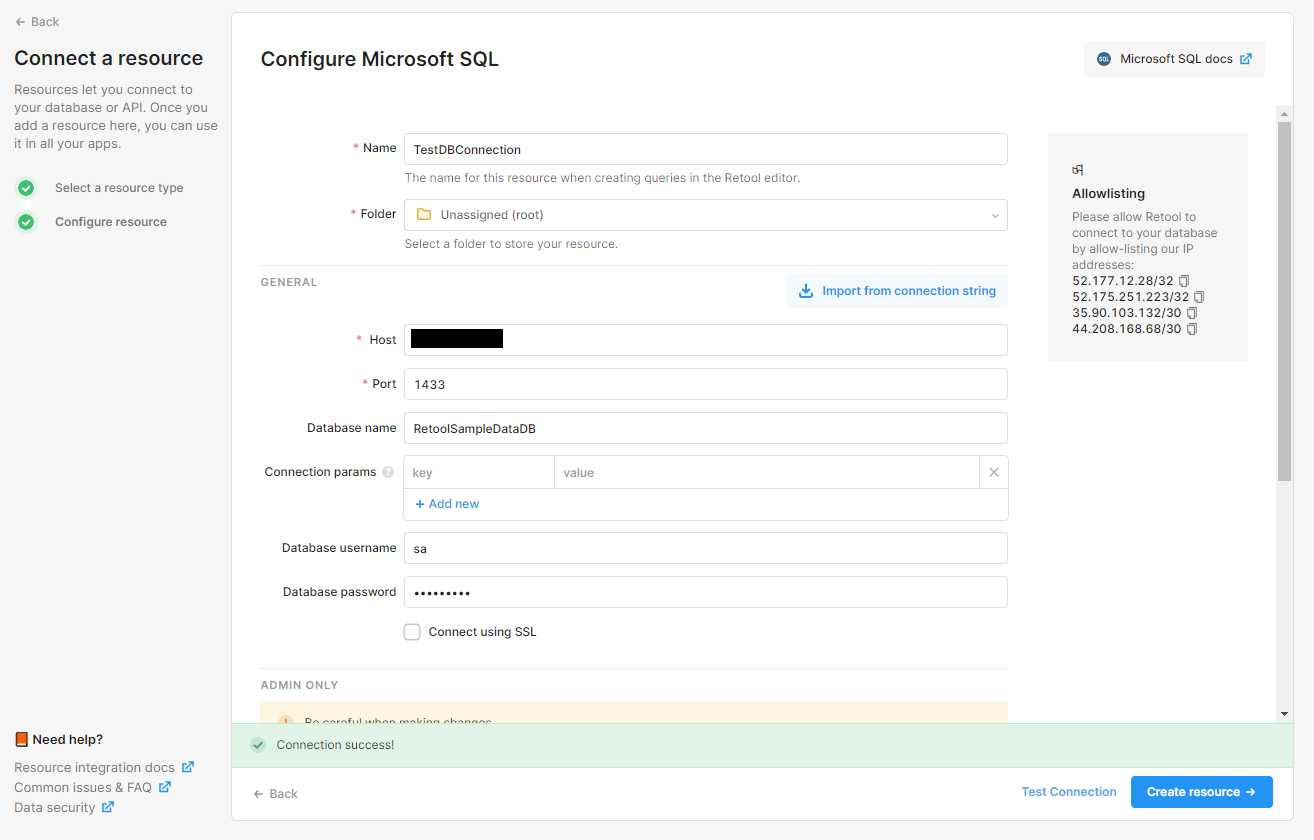 ← Back
Connect a resource
Resources let you connect to
your database or API. Once you
add a resource here, you can use
it in all your apps.
Select a resource type
Configure resource
Need help?
Resource integration docs
Common issues & FAQ
Data security
Configure Microsoft SQL
SQL Microsoft SQL docs
* Name TestDBConnection
The name for this resource when creating queries in the Retool editor.
* Folder Unassigned (root)
Select a folder to store your resource.
GENERAL
Import from connection string
* Host
* Port 1433
Database name RetoolSampleDataDB
Connection params ? key value ×
+ Add new
Database username sa
Database password •••••••••
Connect using SSL
ADMIN ONLY
Be careful when making changes
Allowlisting
Please allow Retool to
connect to your database
by allow-listing our IP
addresses:
52.177.12.28/32
52.175.251.223/32
35.90.103.132/30
44.208.168.68/30
Connection success!
← Back
Test Connection
Create resource →